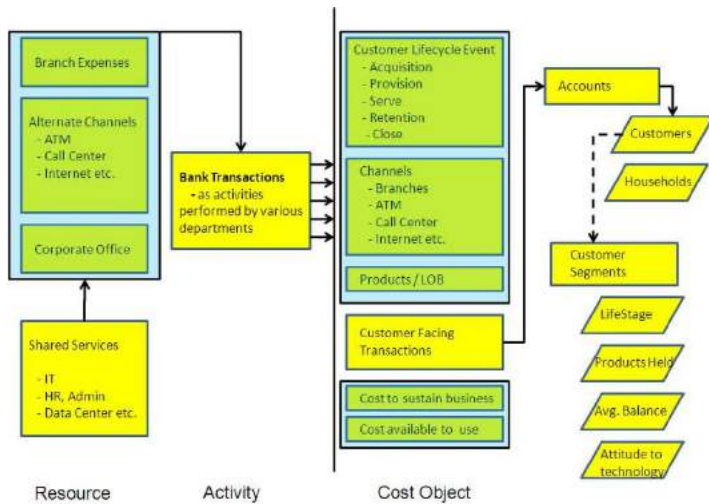 Branch Expenses
Alternate Channels
- ATM
- Call Center
- Internet etc.
Corporate Office
Shared Services
- IT
- HR, Admin
- Data Center etc.
Resource
Bank Transactions
- as activities
performed by various
departments
Activity
Customer Lifecycle Event
- Acquisition
- Provision
- Serve
- Retention
- Close
Channels
- Branches
- ATM
- Call Center
- Internet etc.
Products / LOB
Customer Facing
Transactions
Cost to sustain business
Cost available to use
Cost Object
Accounts
Customers
Households
Customer
Segments
LifeStage
Products Held
Avg. Balance
Attitude to
technology